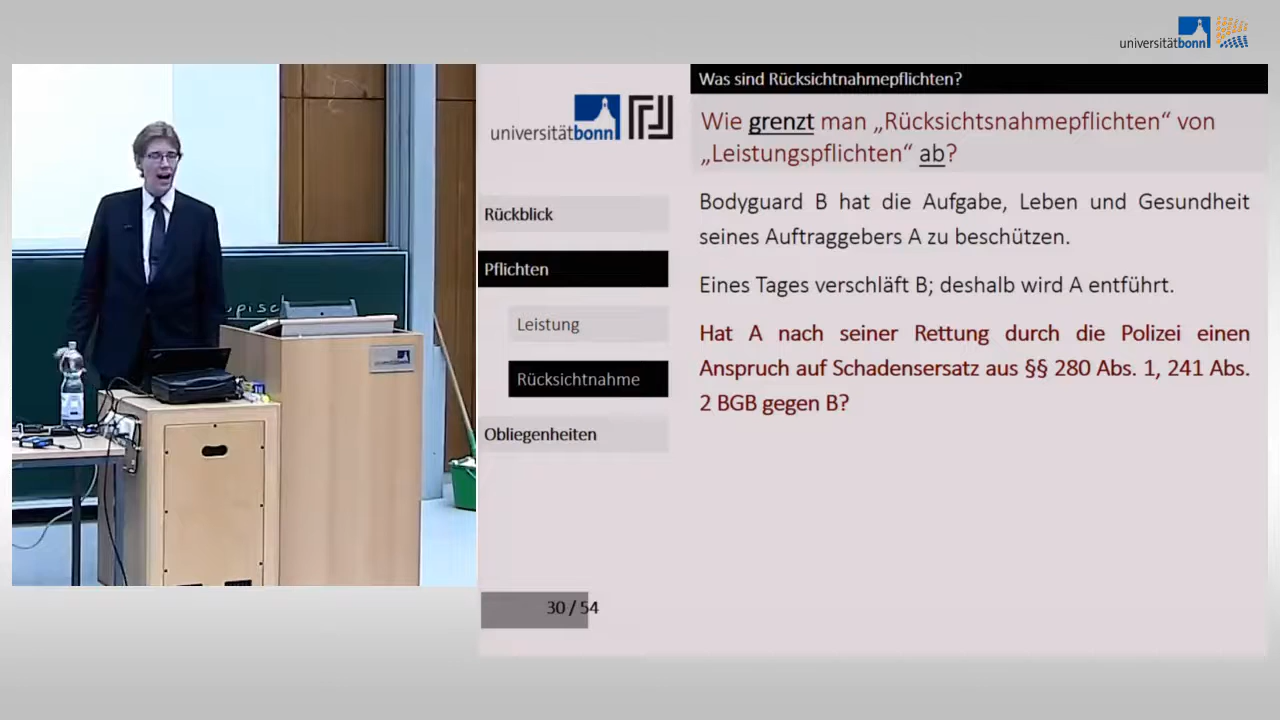 universitätbonn
Was sind Rücksichtnahmepflichten?
universitätbonn
Wie grenzt man „Rücksichtsnahmepflichten“ von
„Leistungspflichten“ ab?
Rückblick
Pflichten
Leistung
Rücksichtnahme
Obliegenheiten
Bodyguard B hat die Aufgabe, Leben und Gesundheit
seines Auftraggebers A zu beschützen.
Eines Tages verschläft B; deshalb wird A entführt.
Hat A nach seiner Rettung durch die Polizei einen
Anspruch auf Schadensersatz aus §§ 280 Abs. 1, 241 Abs.
2 BGB gegen B?
30 / 54